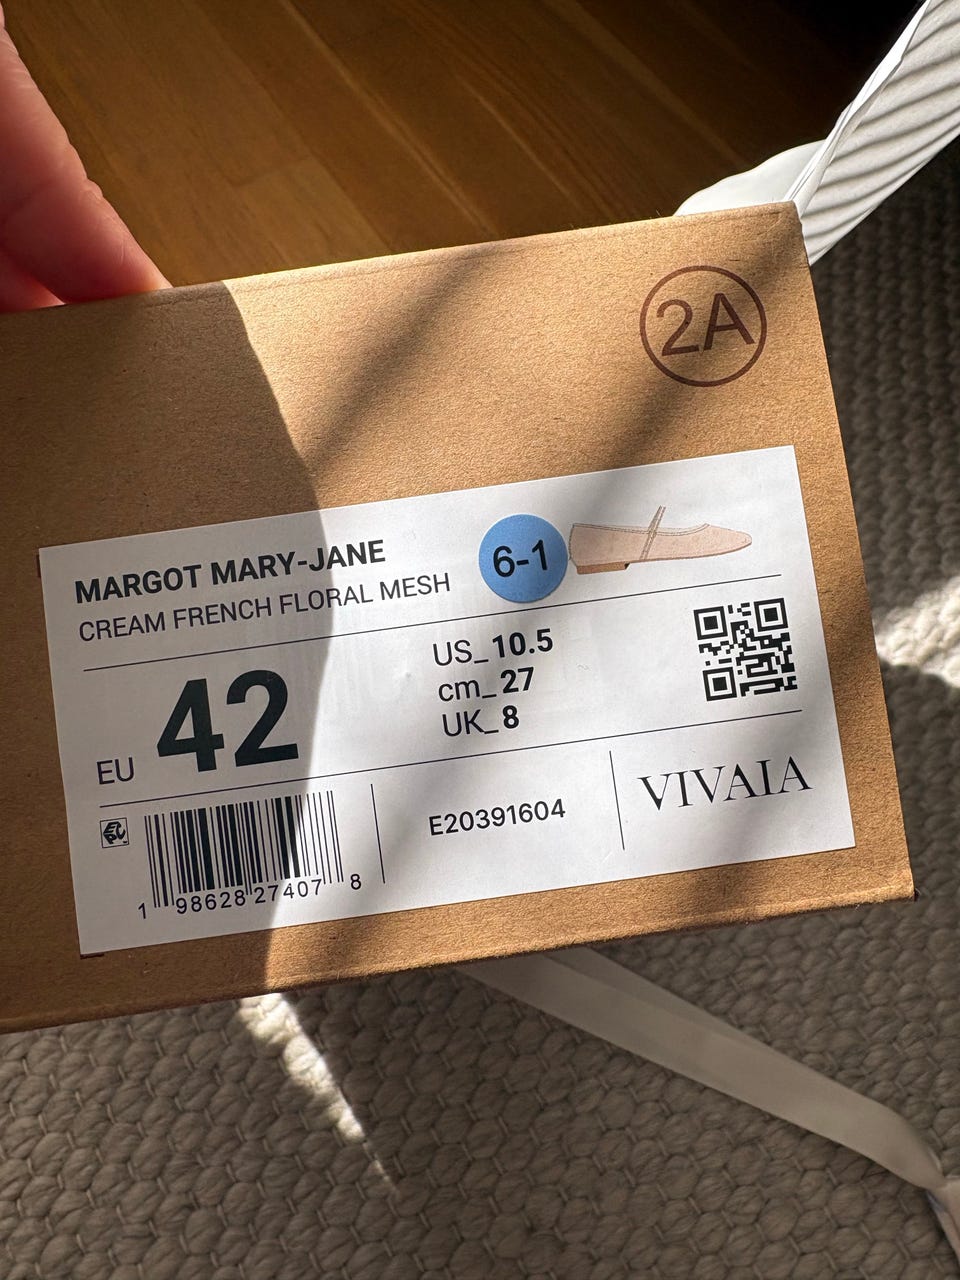 2A
MARGOT MARY-JANE
CREAM FRENCH FLORAL MESH
6-1
EU 42
US_10.5
cm_27
UK_8
1 98628 27407 8
E20391604
VIVAIA